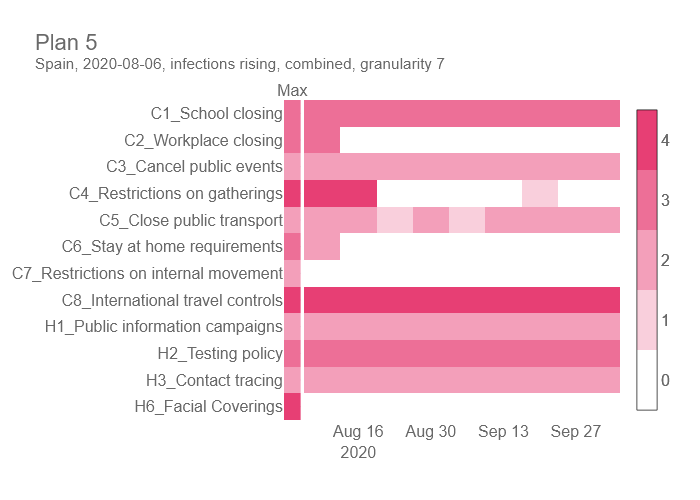 Plan 5
Spain, 2020-08-06, infections rising, combined, granularity 7
Max
C1_School closing
C2_Workplace closing
C3_Cancel public events
C4_Restrictions on gatherings
C5_Close public transport
C6_Stay at home requirements
C7_Restrictions on internal movement
C8_International travel controls
H1_Public information campaigns
H2_Testing policy
H3_Contact tracing
H6_Facial Coverings
Aug 16 Aug 30 Sep 13 Sep 27
2020
4
3
2
1
0